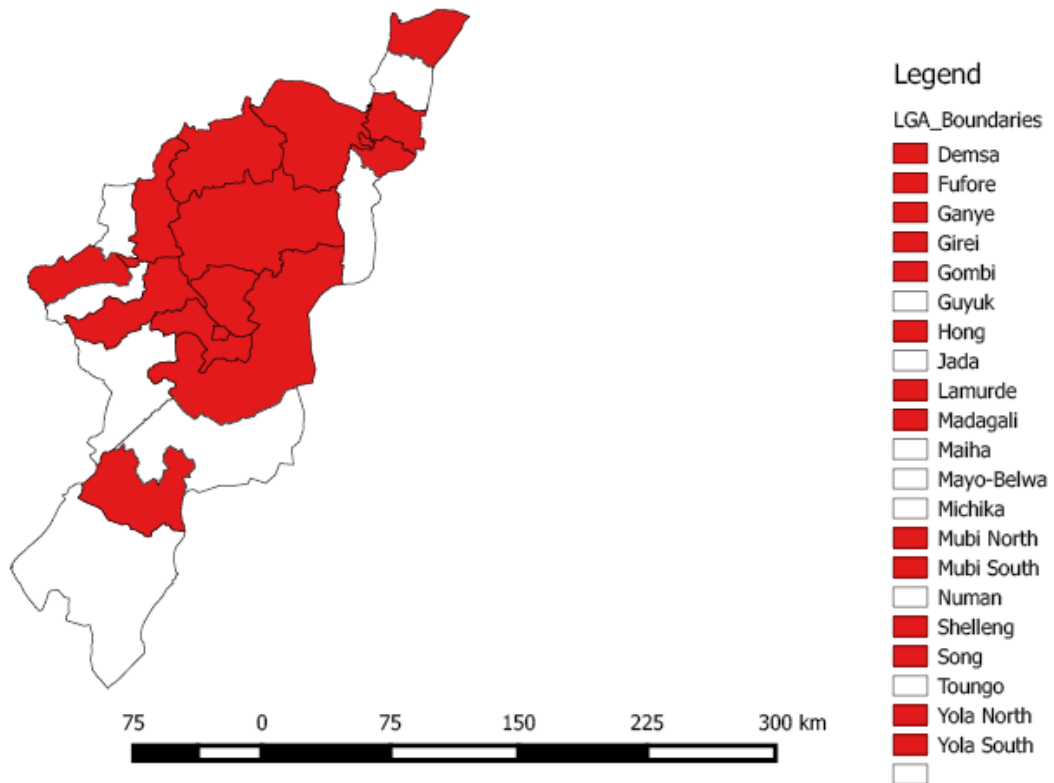 Legend
LGA_Boundaries
Demsa
Fufore
Ganye
Girei
Gombi
Guyuk
Hong
Jada
Lamurde
Madagali
Maiha
Mayo-Belwa
Michika
Mubi North
Mubi South
Numan
Shelleng
Song
Toungo
Yola North
Yola South
75 0 75 150 225 300 km